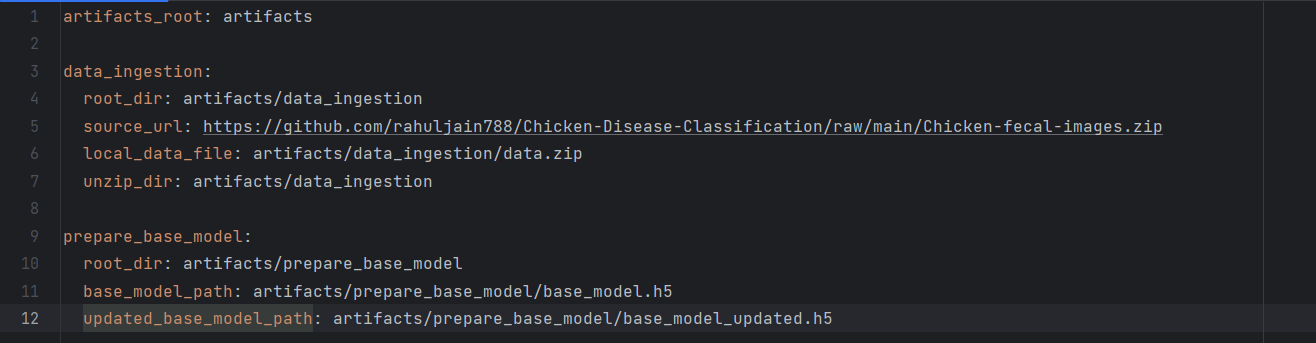 1 artifacts_root: artifacts
2
3 data_ingestion:
4   root_dir: artifacts/data_ingestion
5   source_url: https://github.com/rahuljain788/Chicken-Disease-Classification/raw/main/Chicken-fecal-images.zip
6   local_data_file: artifacts/data_ingestion/data.zip
7   unzip_dir: artifacts/data_ingestion
8
9 prepare_base_model:
10   root_dir: artifacts/prepare_base_model
11   base_model_path: artifacts/prepare_base_model/base_model.h5
12   updated_base_model_path: artifacts/prepare_base_model/base_model_updated.h5